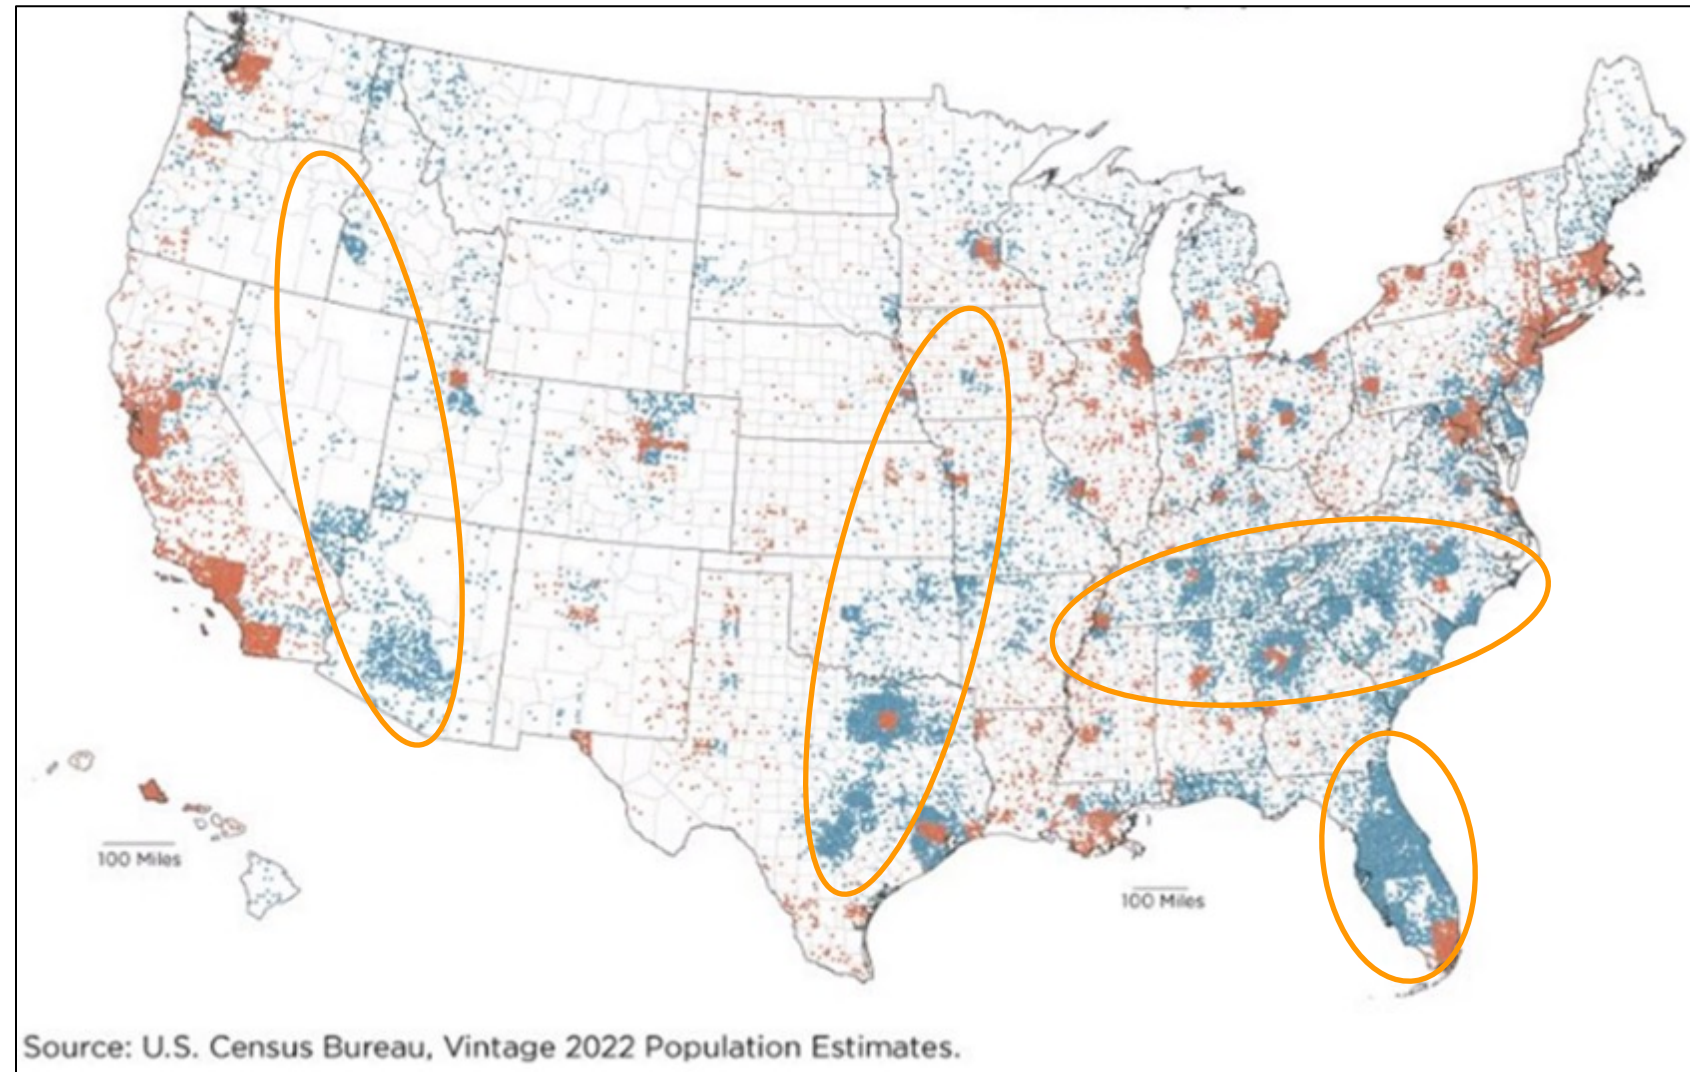 100 Miles
100 Miles
Source: U.S. Census Bureau, Vintage 2022 Population Estimates.